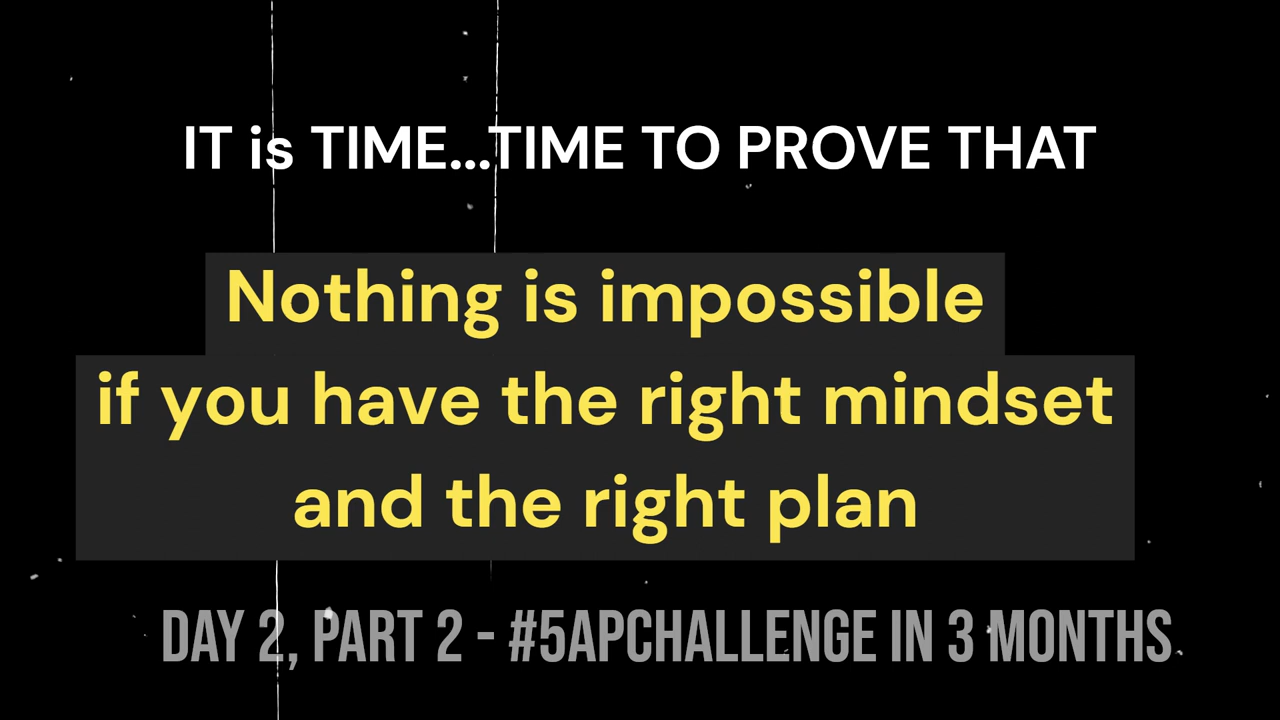 IT is TIME...TIME TO PROVE THAT
Nothing is impossible
if you have the right mindset
and the right plan
DAY 2, PART 2 - #5APCHALLENGE IN 3 MONTHS